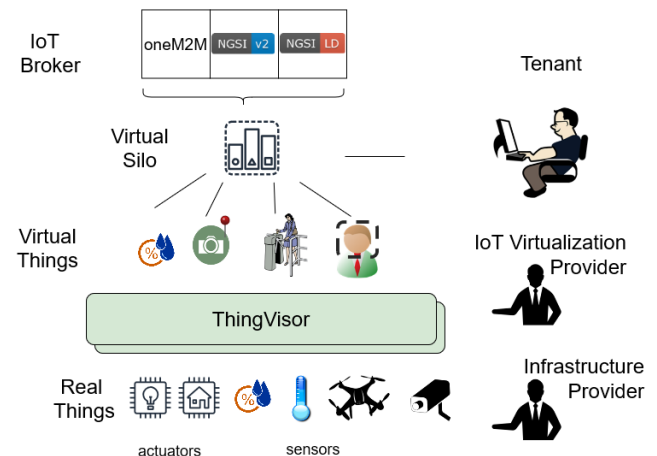 IoT
Broker
oneM2M
NGSI v2
NGSI LD
Tenant
Virtual
Silo
Virtual
Things
%
IoT Virtualization
Provider
ThingVisor
Real
Things
%
Infrastructure
Provider
actuators
sensors